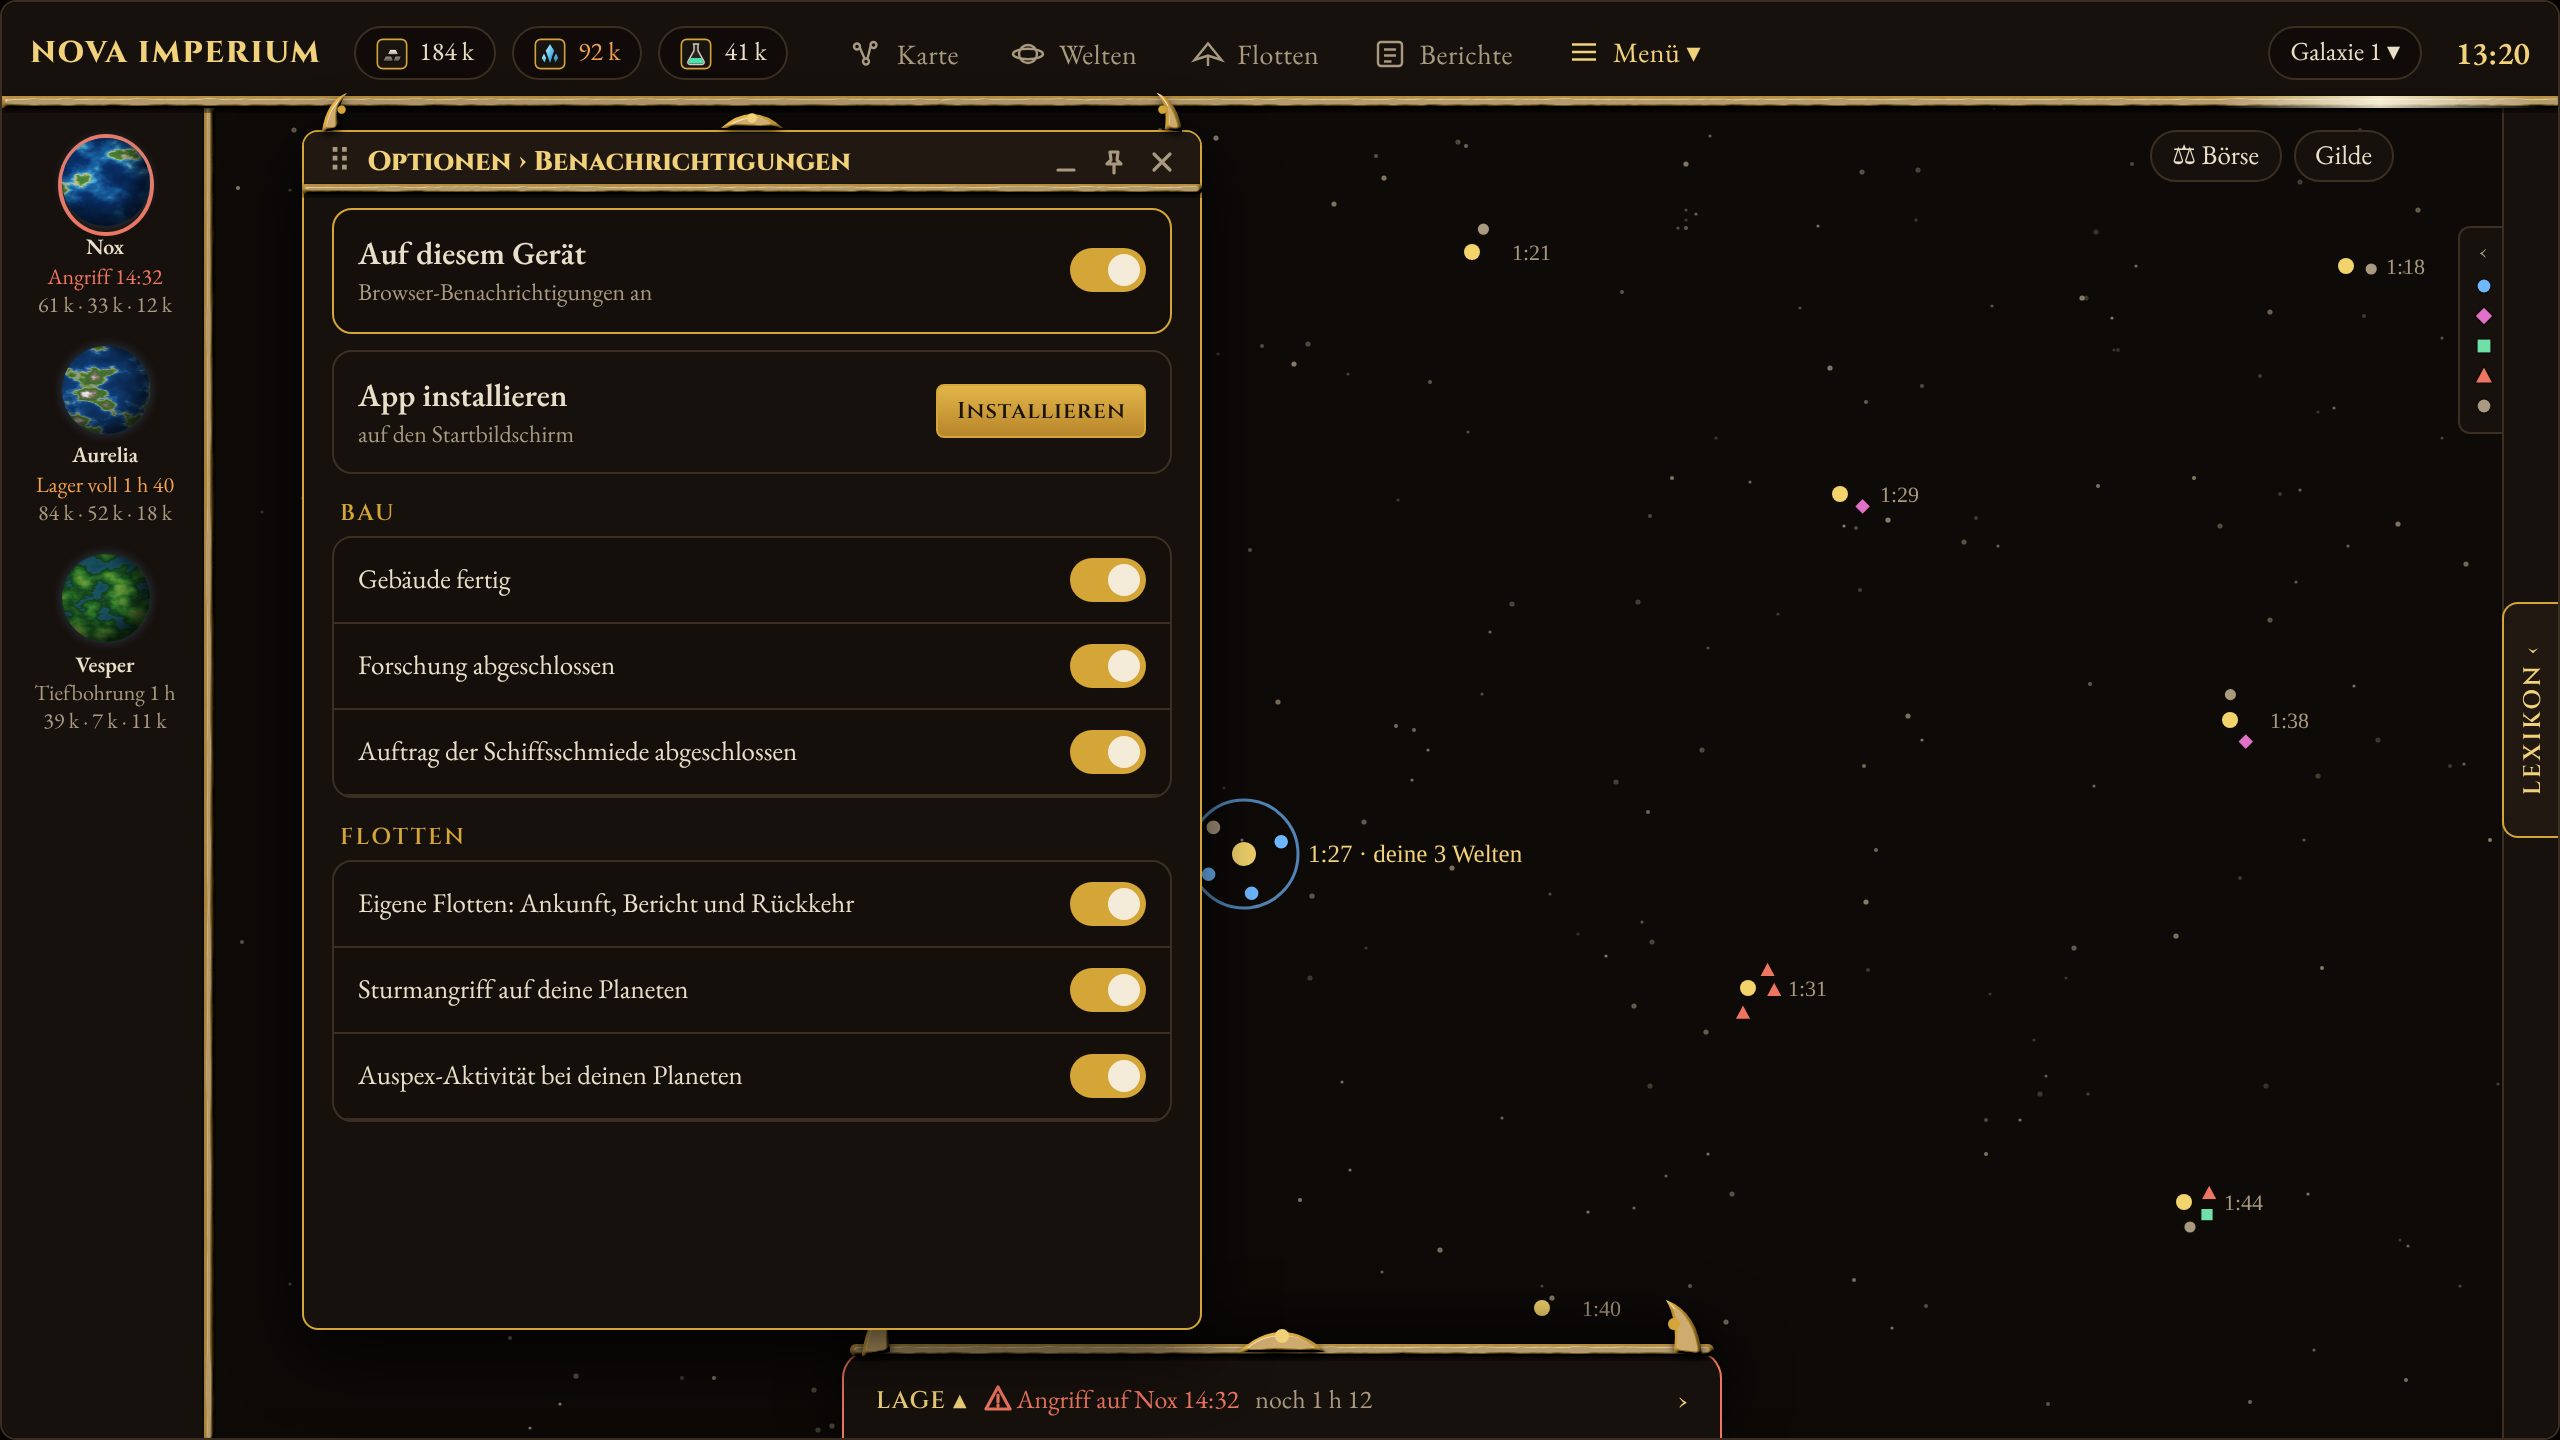 NOVA IMPERIUM
184 k
92 k
41 k
Karte
Welten
Flotten
Berichte
Menü ▾
Galaxie 1 ▾
13:20
Nox
Angriff 14:32
61 k · 33 k · 12 k
Aurelia
Lager voll 1 h 40
84 k · 52 k · 18 k
Vesper
Tiefbohrung 1 h
39 k · 7 k · 11 k
Optionen › Benachrichtigungen
Auf diesem Gerät
Browser-Benachrichtigungen an
App installieren
auf den Startbildschirm
Installieren
BAU
Gebäude fertig
Forschung abgeschlossen
Auftrag der Schiffsschmiede abgeschlossen
FLOTTEN
Eigene Flotten: Ankunft, Bericht und Rückkehr
Sturmangriff auf deine Planeten
Auspex-Aktivität bei deinen Planeten
Börse
Gilde
1:21
1:18
1:29
1:38
1:27 · deine 3 Welten
1:31
1:44
1:40
LEXIKON ›
LAGE ▴ Angriff auf Nox 14:32 noch 1 h 12 ›